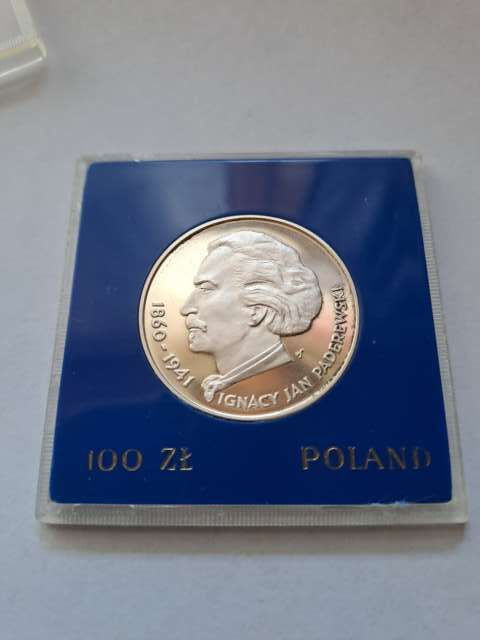 1860-1941
IGNACY JAN PADEREWSKI
100 ZŁ
POLAND